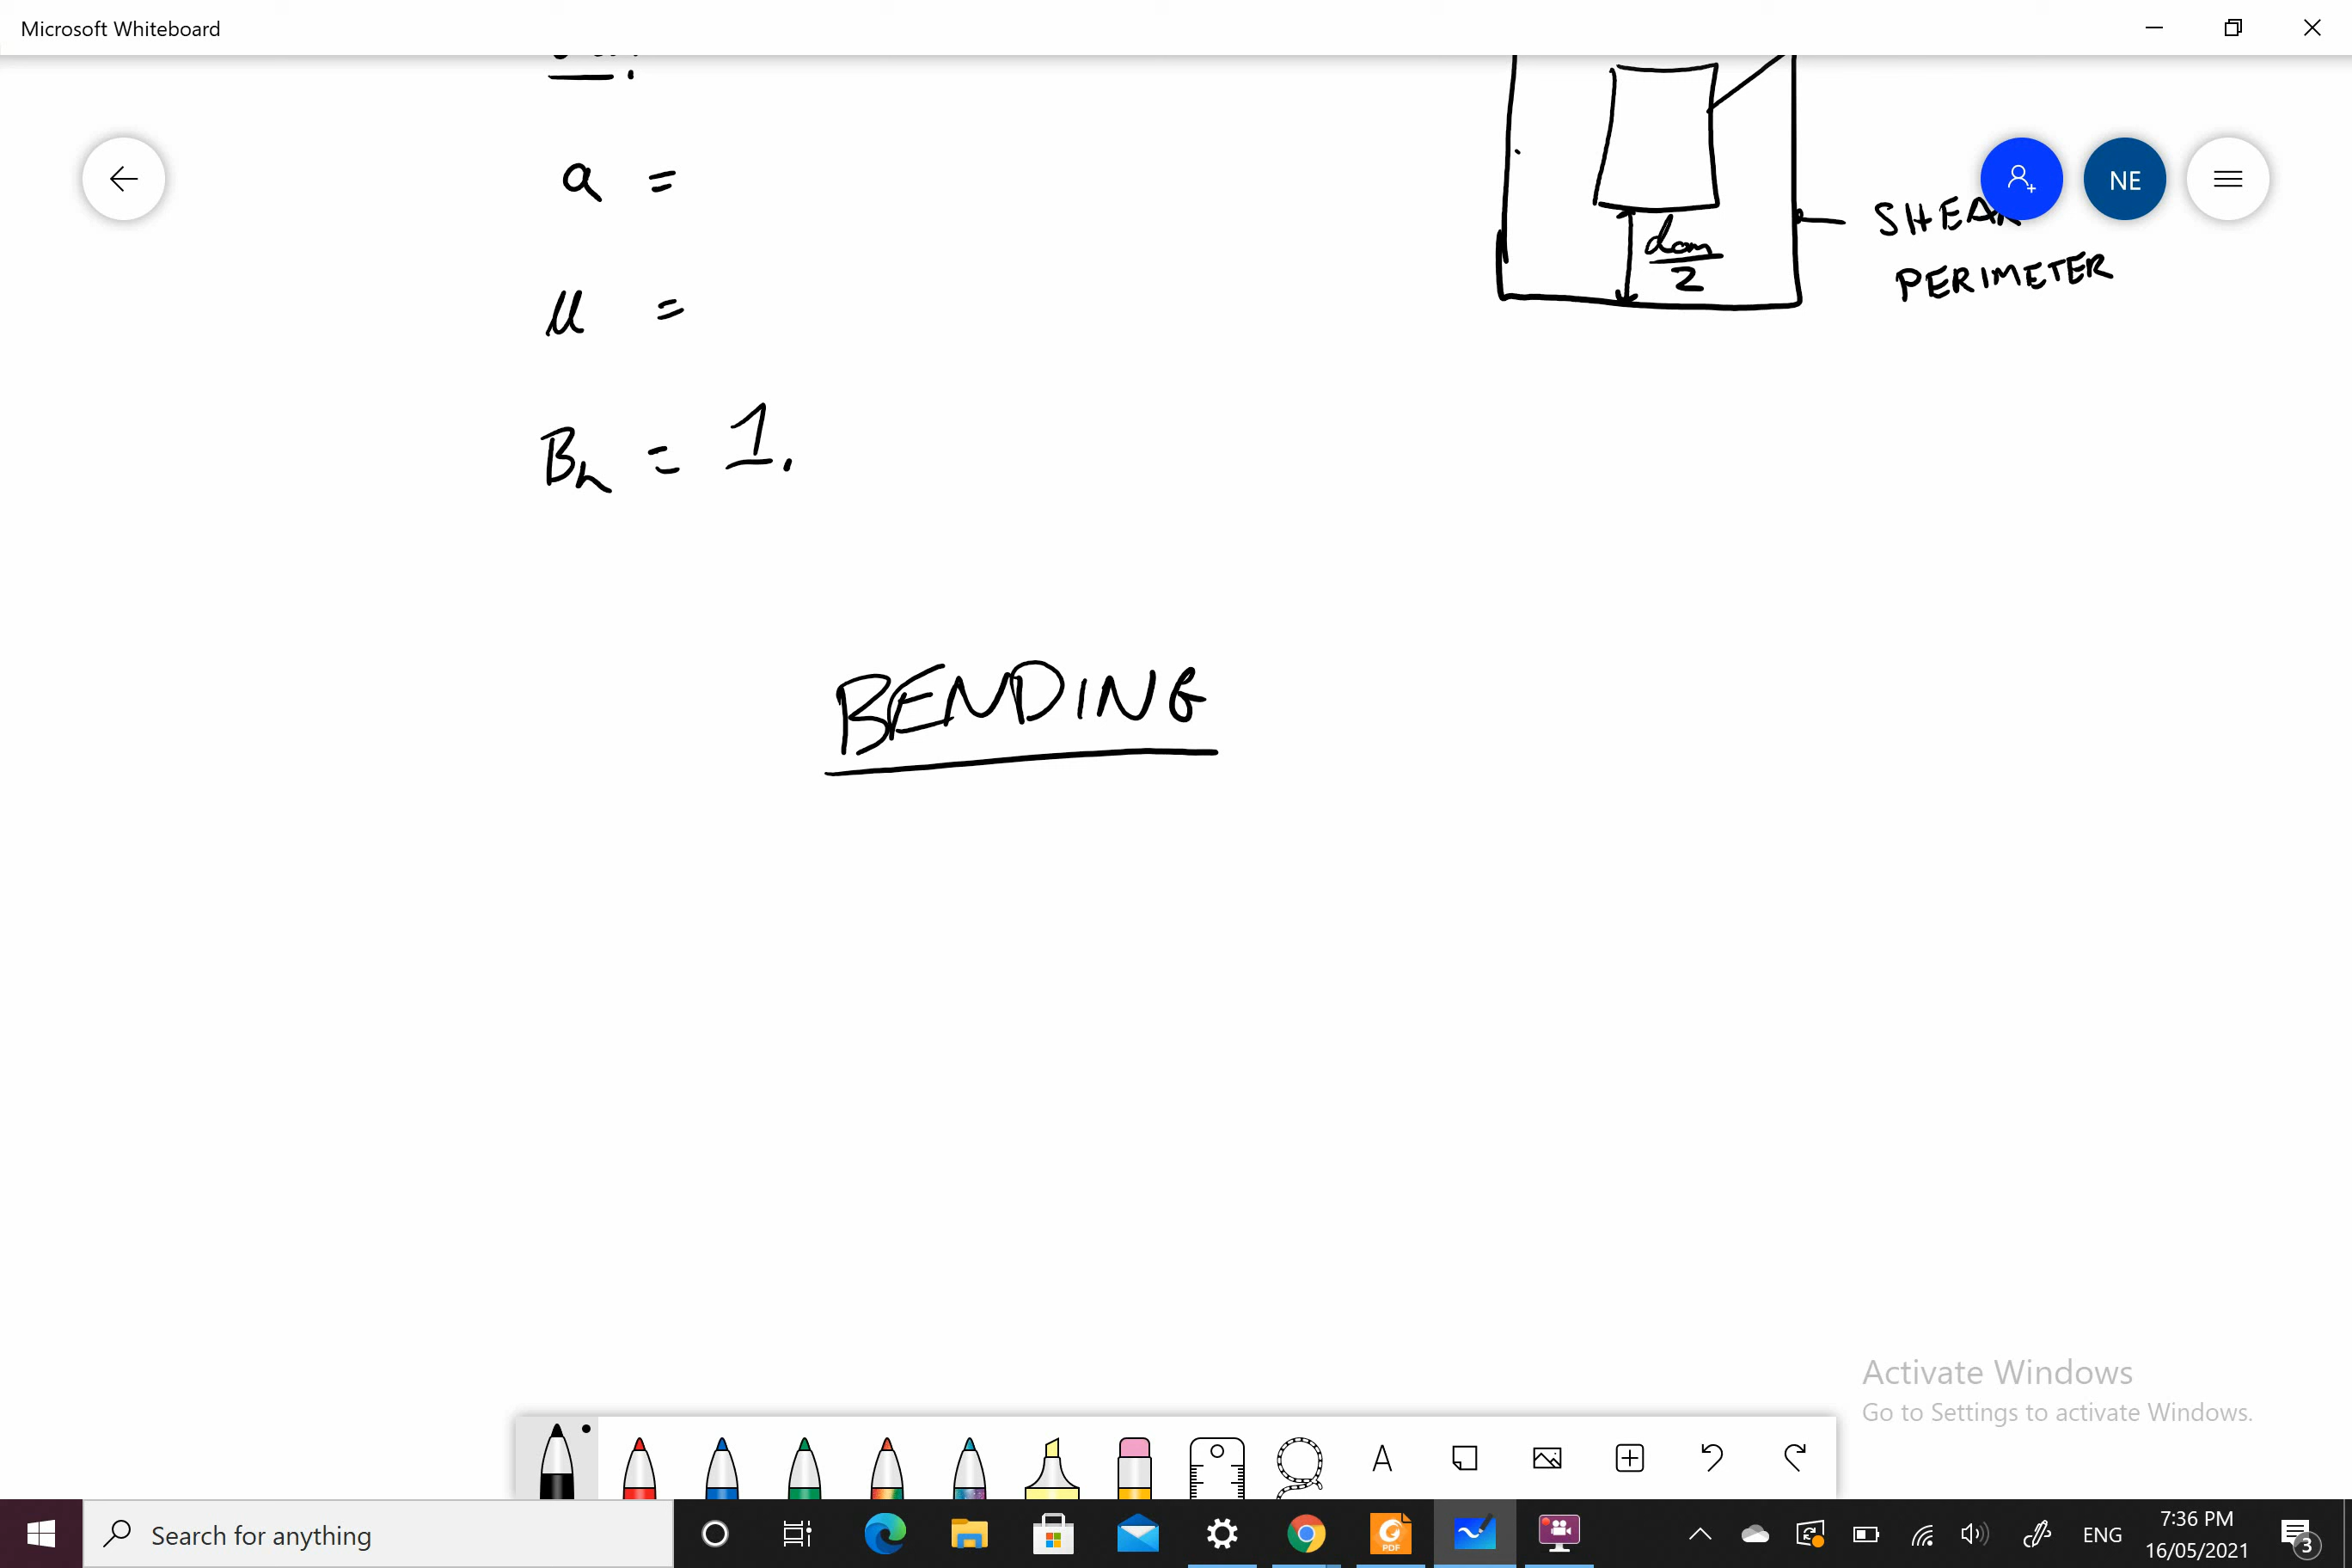 Microsoft Whiteboard
a =
NE
SHEAR
dom
2
PERIMETER
u =
Bh = 1.
BENDING
Activate Windows
Go to Settings to activate Windows.
A
PDF
Search for anything
ENG
7:36 PM
16/05/2021
3